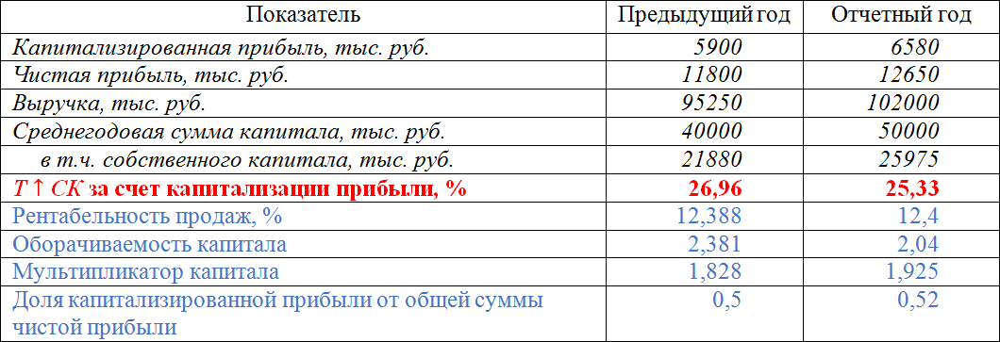 Показатель Предыдущий год Отчетный год
Капитализированная прибыль, тыс. руб. 5900 6580
Чистая прибыль, тыс. руб. 11800 12650
Выручка, тыс. руб. 95250 102000
Среднегодовая сумма капитала, тыс. руб. 40000 50000
в т.ч. собственного капитала, тыс. руб. 21880 25975
Т ↑ СК за счет капитализации прибыли, % 26,96 25,33
Рентабельность продаж, % 12,388 12,4
Оборачиваемость капитала 2,381 2,04
Мультипликатор капитала 1,828 1,925
Доля капитализированной прибыли от общей суммы 0,5 0,52
чистой прибыли